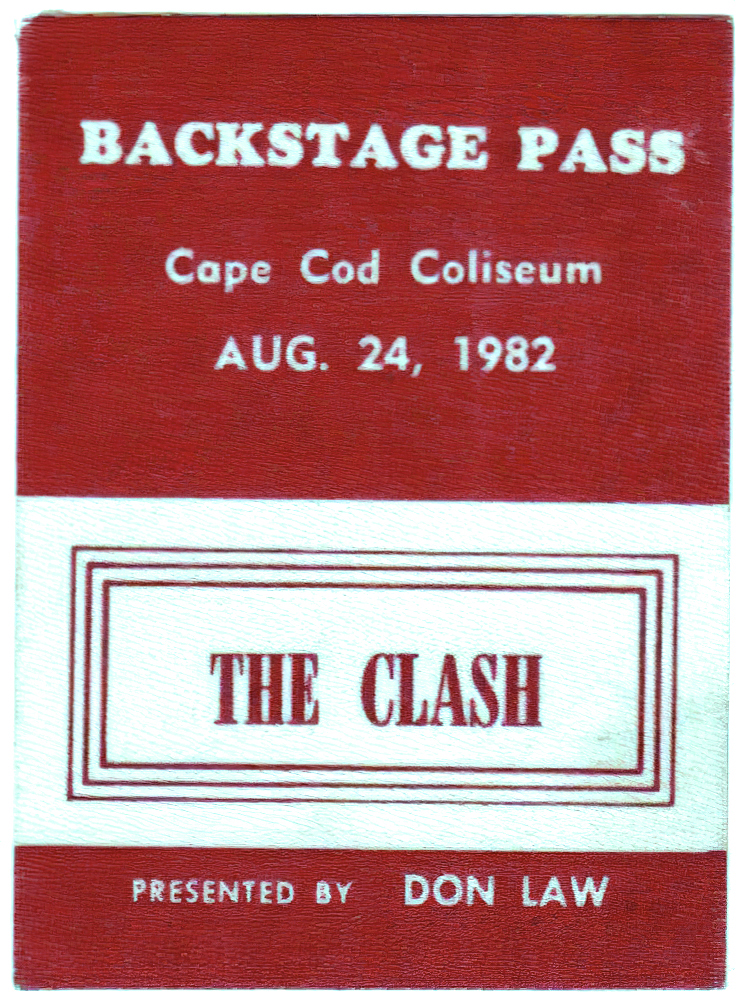 BACKSTAGE PASS
Cape Cod Coliseum
AUG. 24, 1982
THE CLASH
PRESENTED BY DON LAW